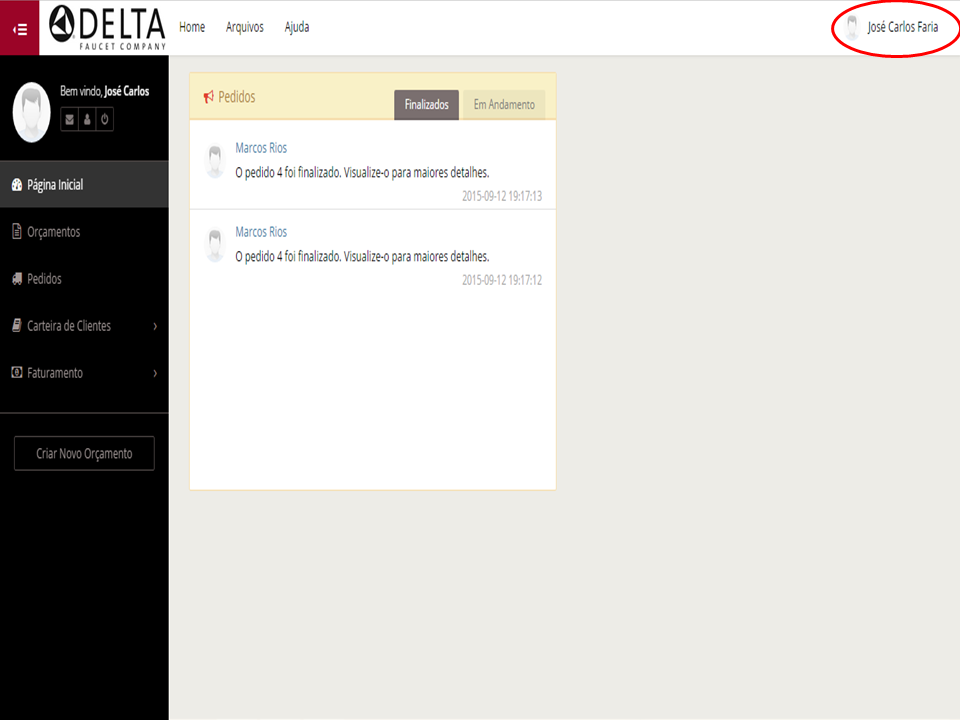 DELTA
FAUCET COMPANY
Home Arquivos Ajuda
José Carlos Faria
Bem vindo, José Carlos
Página Inicial
Orçamentos
Pedidos
Carteira de Clientes
Faturamento
Criar Novo Orçamento
Pedidos
Finalizados Em Andamento
Marcos Rios
O pedido 4 foi finalizado. Visualize-o para maiores detalhes.
2015-09-12 19:17:13
Marcos Rios
O pedido 4 foi finalizado. Visualize-o para maiores detalhes.
2015-09-12 19:17:12